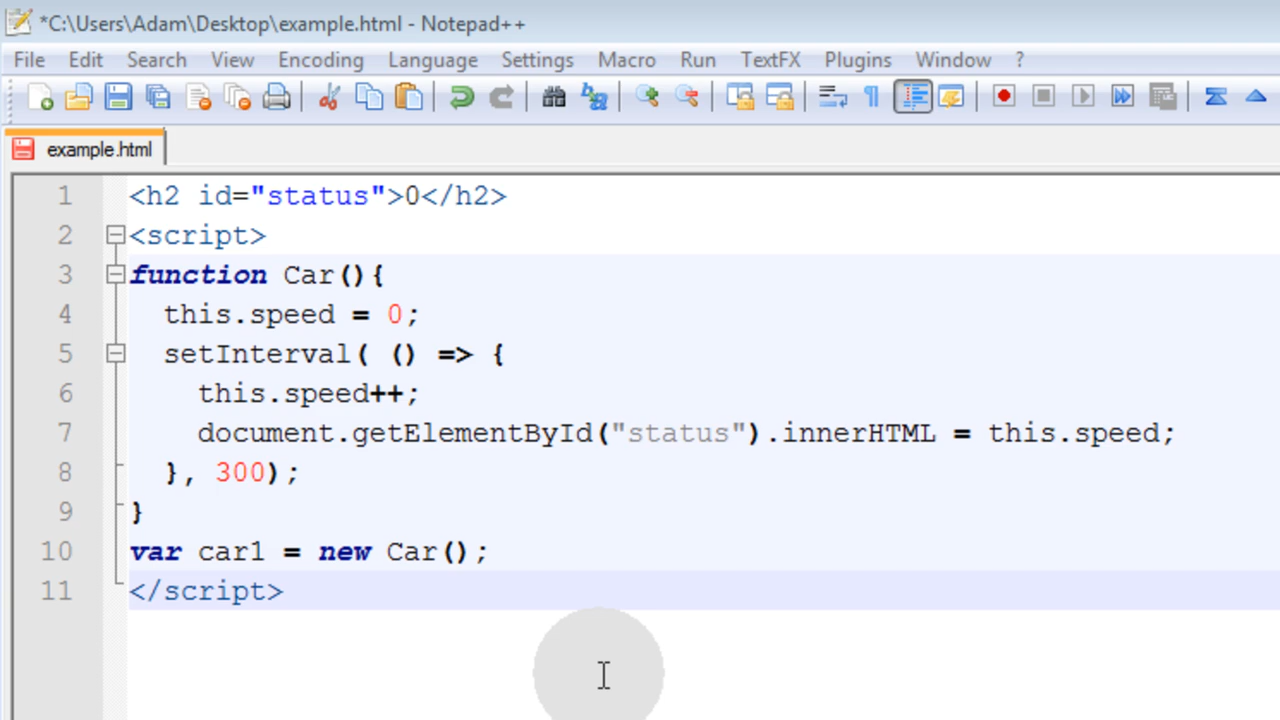 *C:\Users\Adam\Desktop\example.html - Notepad++
File Edit Search View Encoding Language Settings Macro Run TextFX Plugins Window ?
example.html
1 <h2 id="status">0</h2>
2 <script>
3 function Car(){
4   this.speed = 0;
5   setInterval( () => {
6     this.speed++;
7     document.getElementById("status").innerHTML = this.speed;
8   }, 300);
9 }
10 var car1 = new Car();
11 </script>